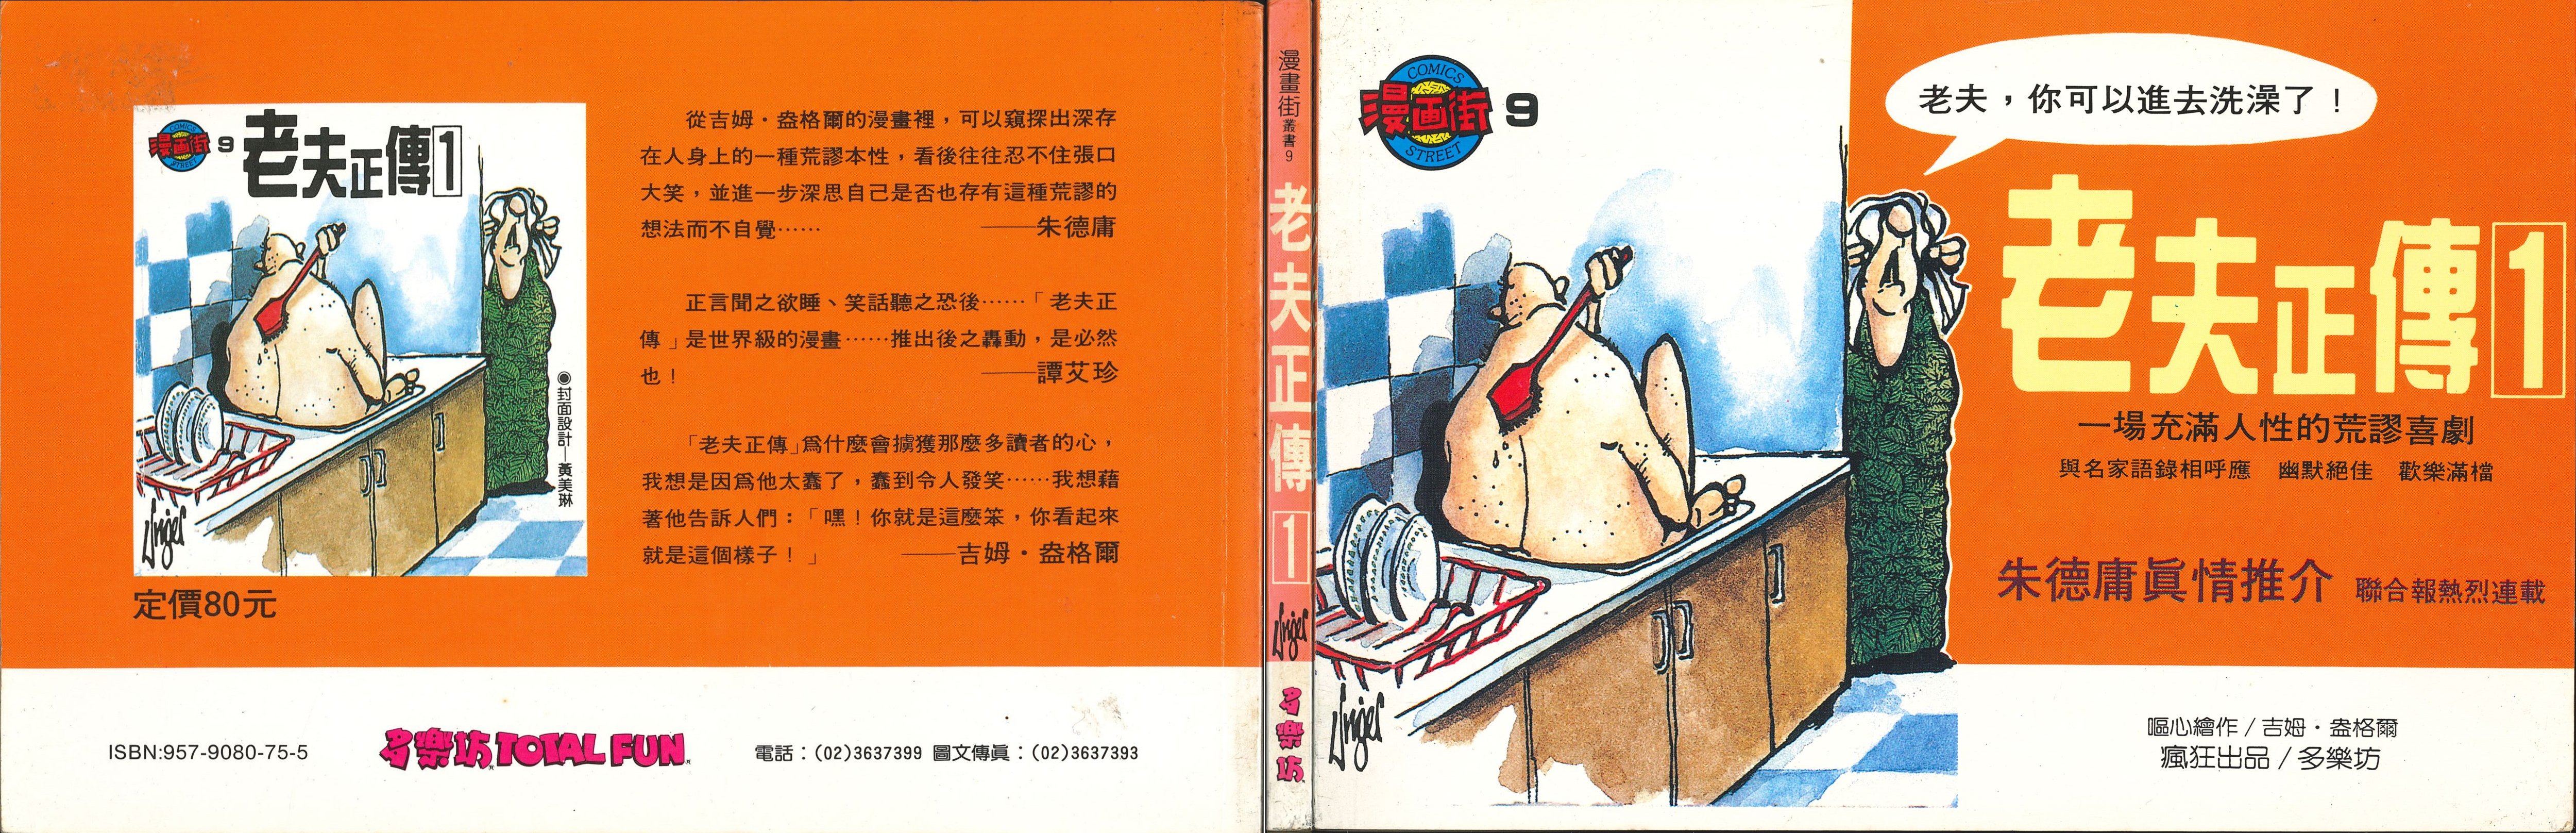 COMICS
漫画街
STREET
9
老夫正傳1
◉封面設計—黃美琳
Unger
定價80元
從吉姆·盎格爾的漫畫裡，可以窺探出深存
在人身上的一種荒謬本性，看後往往忍不住張口
大笑，並進一步深思自己是否也存有這種荒謬的
想法而不自覺⋯⋯ ——朱德庸
正言聞之欲睡、笑話聽之恐後⋯⋯「老夫正
傳」是世界級的漫畫⋯⋯推出後之轟動，是必然
也！ ——譚艾珍
「老夫正傳」爲什麼會擄獲那麼多讀者的心，
我想是因爲他太蠢了，蠢到令人發笑⋯⋯我想藉
著他告訴人們：「嘿！你就是這麼笨，你看起來
就是這個樣子！」 ——吉姆·盎格爾
ISBN:957-9080-75-5
多樂坊 TOTAL FUN
電話：(02)3637399 圖文傳眞：(02)3637393
漫畫街叢書9
老夫正傳 1
Unger
多樂坊
COMICS
漫画街
STREET
9
老夫，你可以進去洗澡了！
老夫正傳1
一場充滿人性的荒謬喜劇
與名家語錄相呼應 幽默絕佳 歡樂滿檔
朱德庸眞情推介 聯合報熱烈連載
Unger
嘔心繪作／吉姆·盎格爾
瘋狂出品／多樂坊